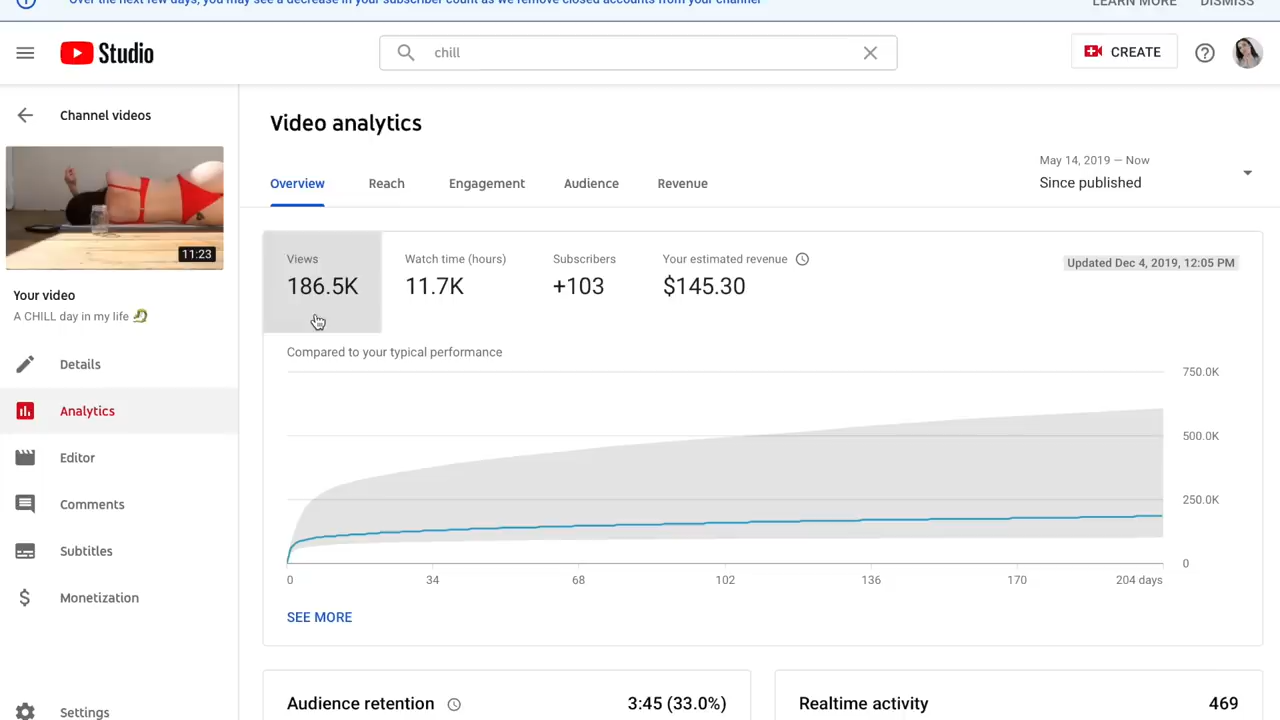 Over the next few days, you may see a decrease in your subscriber count as we remove closed accounts from your channel
LEARN MORE
DISMISS
Studio
chill
CREATE
Channel videos
11:23
Your video
A CHILL day in my life
Details
Analytics
Editor
Comments
Subtitles
Monetization
Settings
Video analytics
Overview
Reach
Engagement
Audience
Revenue
May 14, 2019 – Now
Since published
Views
186.5K
Watch time (hours)
11.7K
Subscribers
+103
Your estimated revenue
$145.30
Updated Dec 4, 2019, 12:05 PM
Compared to your typical performance
750.0K
500.0K
250.0K
0
0 34 68 102 136 170 204 days
SEE MORE
Audience retention
3:45 (33.0%)
Realtime activity
469